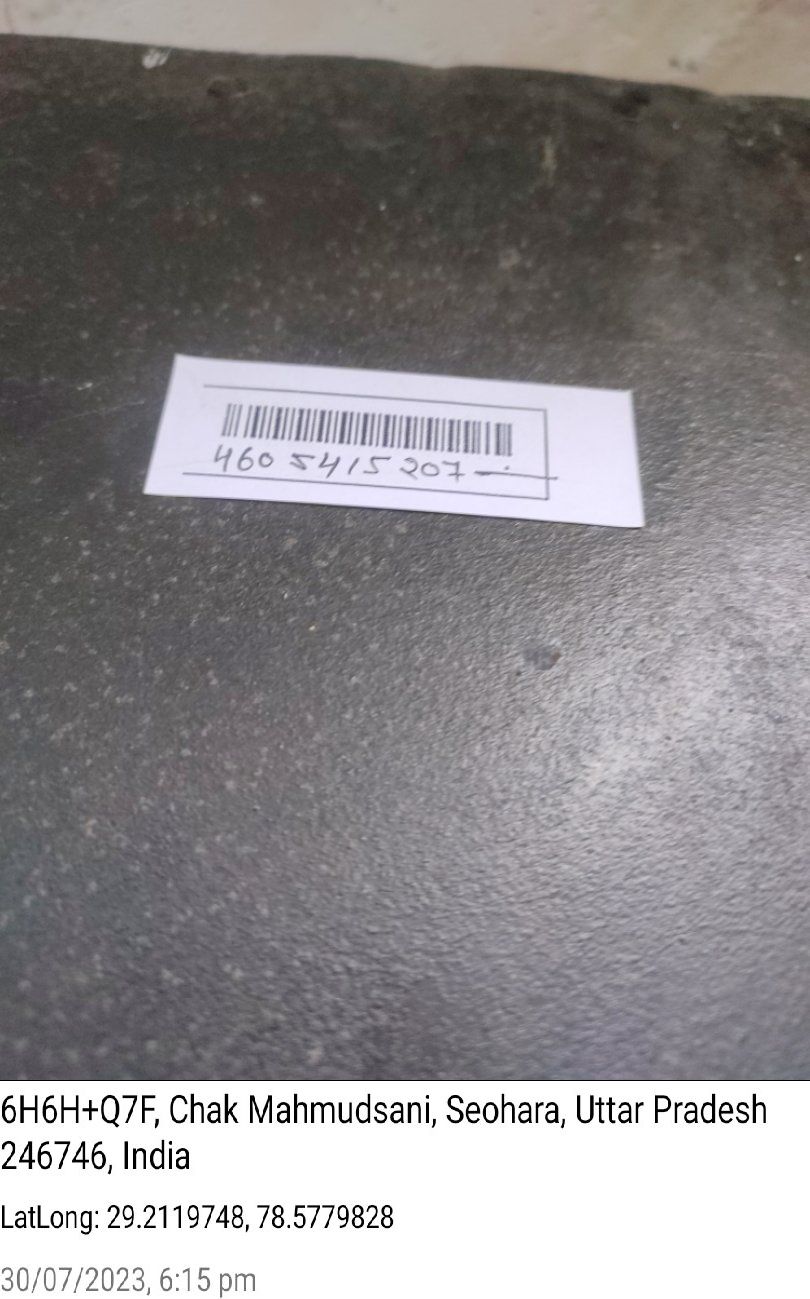 460 5415 207
6H6H+Q7F, Chak Mahmudsani, Seohara, Uttar Pradesh
246746, India
LatLong: 29.2119748, 78.5779828
30/07/2023, 6:15 pm